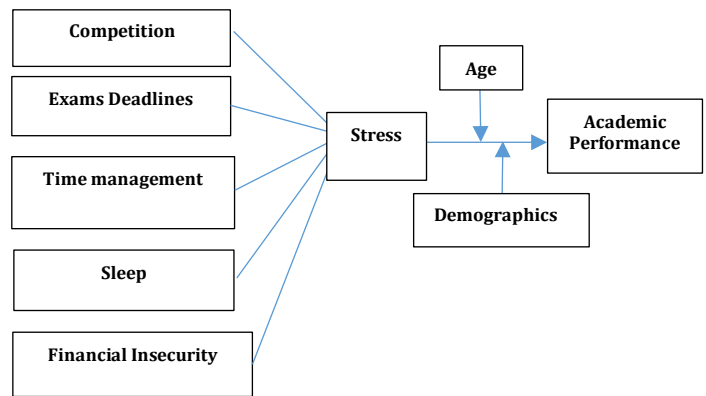 Competition
Exams Deadlines
Time management
Sleep
Financial Insecurity
Stress
Age
Demographics
Academic
Performance